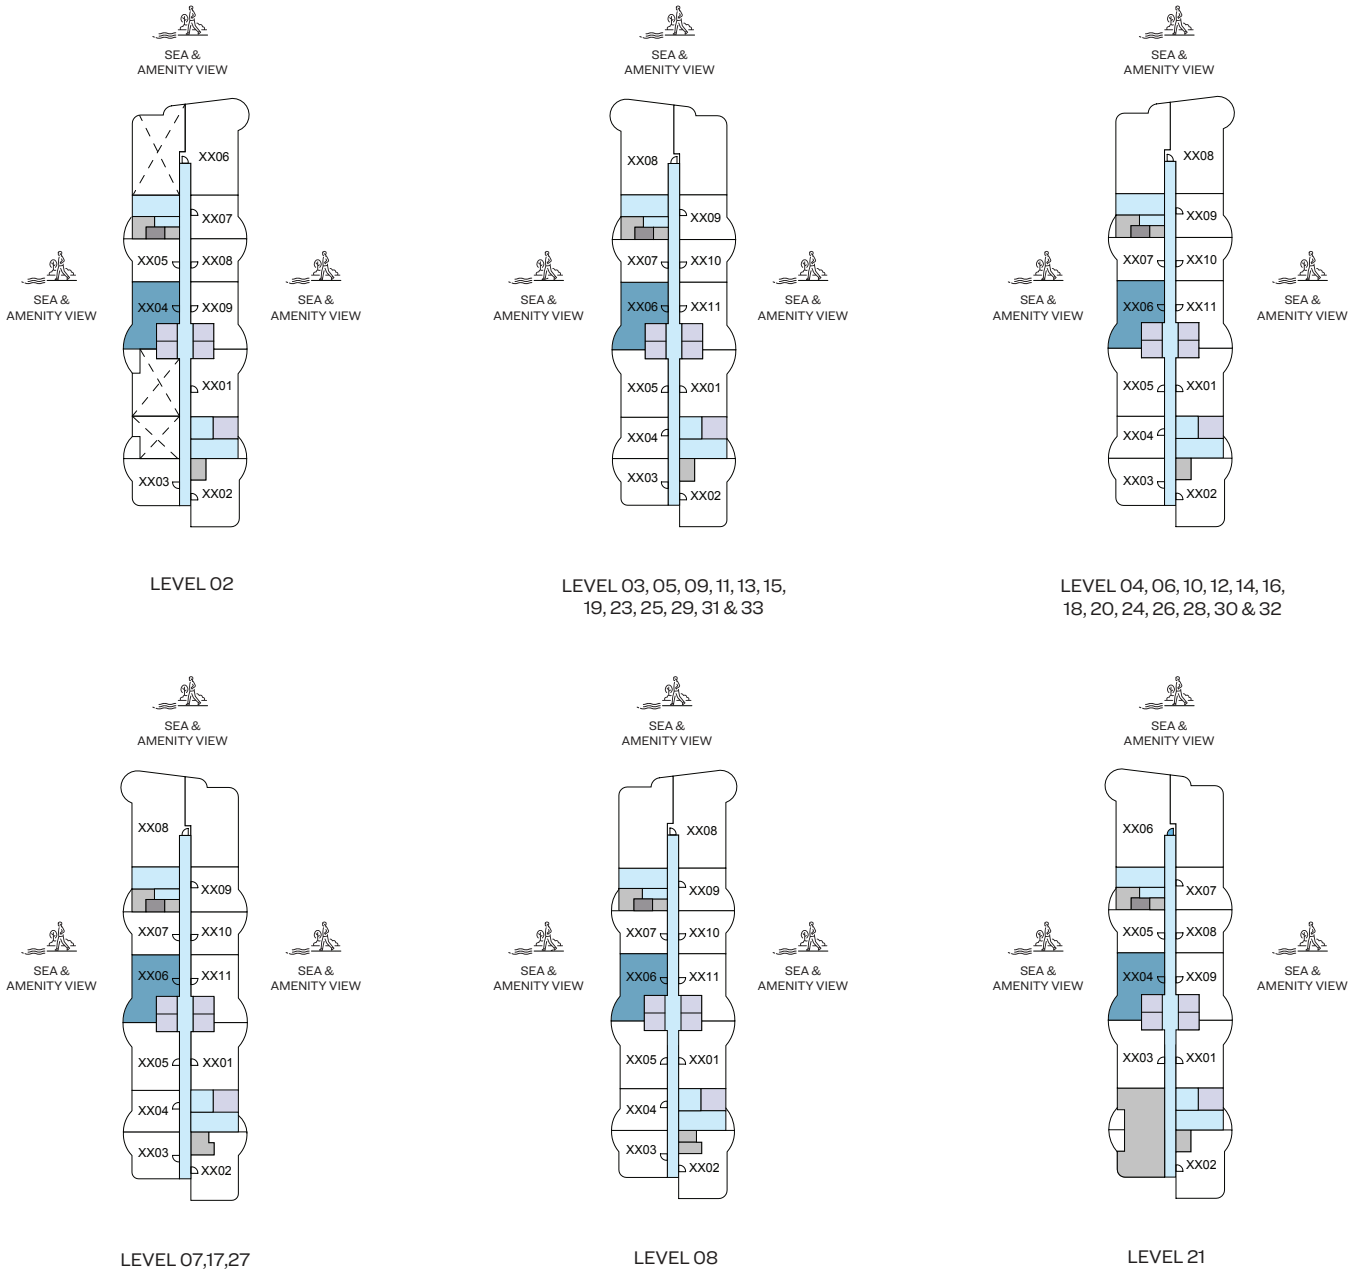 SEA &
AMENITY VIEW
XX06
XX07
XX05
XX08
SEA &
AMENITY VIEW
XX04
XX09
SEA &
AMENITY VIEW
XX01
XX03
XX02
LEVEL 02
SEA &
AMENITY VIEW
XX08
XX09
XX07
XX10
SEA &
AMENITY VIEW
XX06
XX11
SEA &
AMENITY VIEW
XX05
XX01
XX04
XX03
XX02
LEVEL 03, 05, 09, 11, 13, 15,
19, 23, 25, 29, 31 & 33
SEA &
AMENITY VIEW
XX08
XX09
XX07
XX10
SEA &
AMENITY VIEW
XX06
XX11
SEA &
AMENITY VIEW
XX05
XX01
XX04
XX03
XX02
LEVEL 04, 06, 10, 12, 14, 16,
18, 20, 24, 26, 28, 30 & 32
SEA &
AMENITY VIEW
XX08
XX09
XX07
XX10
SEA &
AMENITY VIEW
XX06
XX11
SEA &
AMENITY VIEW
XX05
XX01
XX04
XX03
XX02
LEVEL 07,17,27
SEA &
AMENITY VIEW
XX08
XX09
XX07
XX10
SEA &
AMENITY VIEW
XX06
XX11
SEA &
AMENITY VIEW
XX05
XX01
XX04
XX03
XX02
LEVEL 08
SEA &
AMENITY VIEW
XX06
XX07
XX05
XX08
SEA &
AMENITY VIEW
XX04
XX09
SEA &
AMENITY VIEW
XX03
XX01
XX02
LEVEL 21